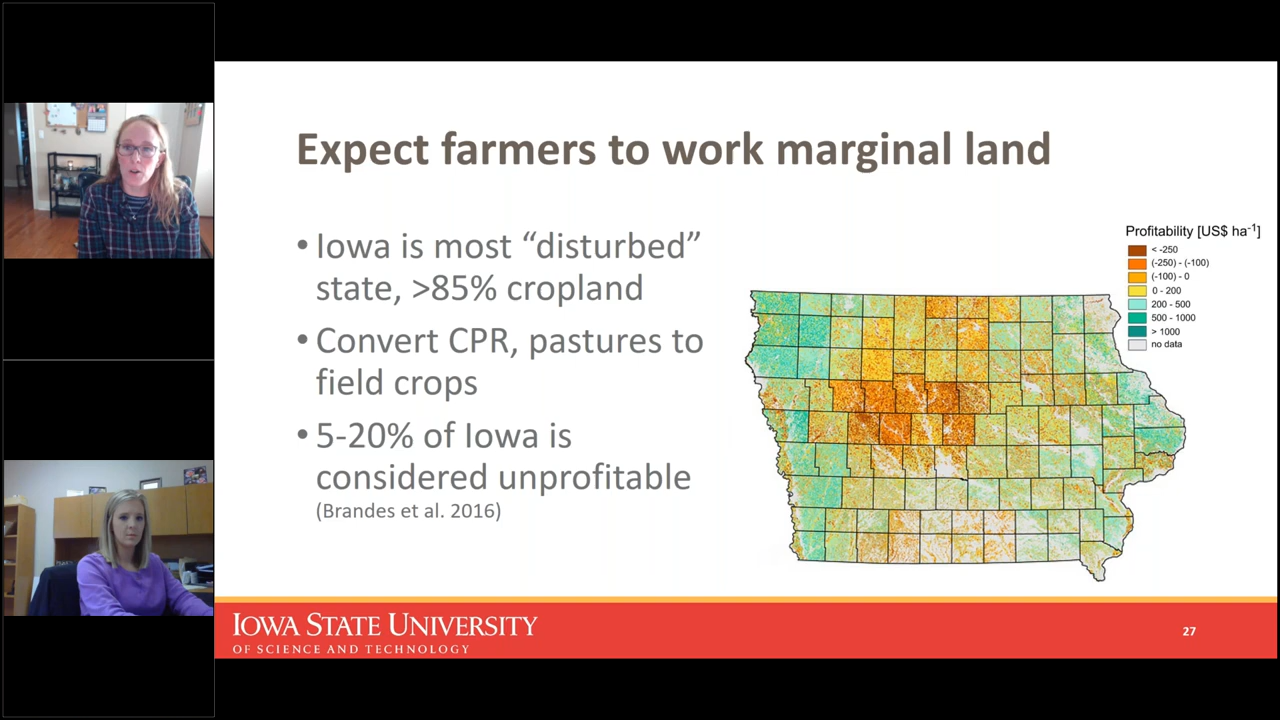 Expect farmers to work marginal land
• Iowa is most “disturbed”
state, >85% cropland
• Convert CPR, pastures to
field crops
• 5-20% of Iowa is
considered unprofitable
(Brandes et al. 2016)
Profitability [US$ ha-1]
< -250
(-250) - (-100)
(-100) - 0
0 - 200
200 - 500
500 - 1000
> 1000
no data
IOWA STATE UNIVERSITY
OF SCIENCE AND TECHNOLOGY
27